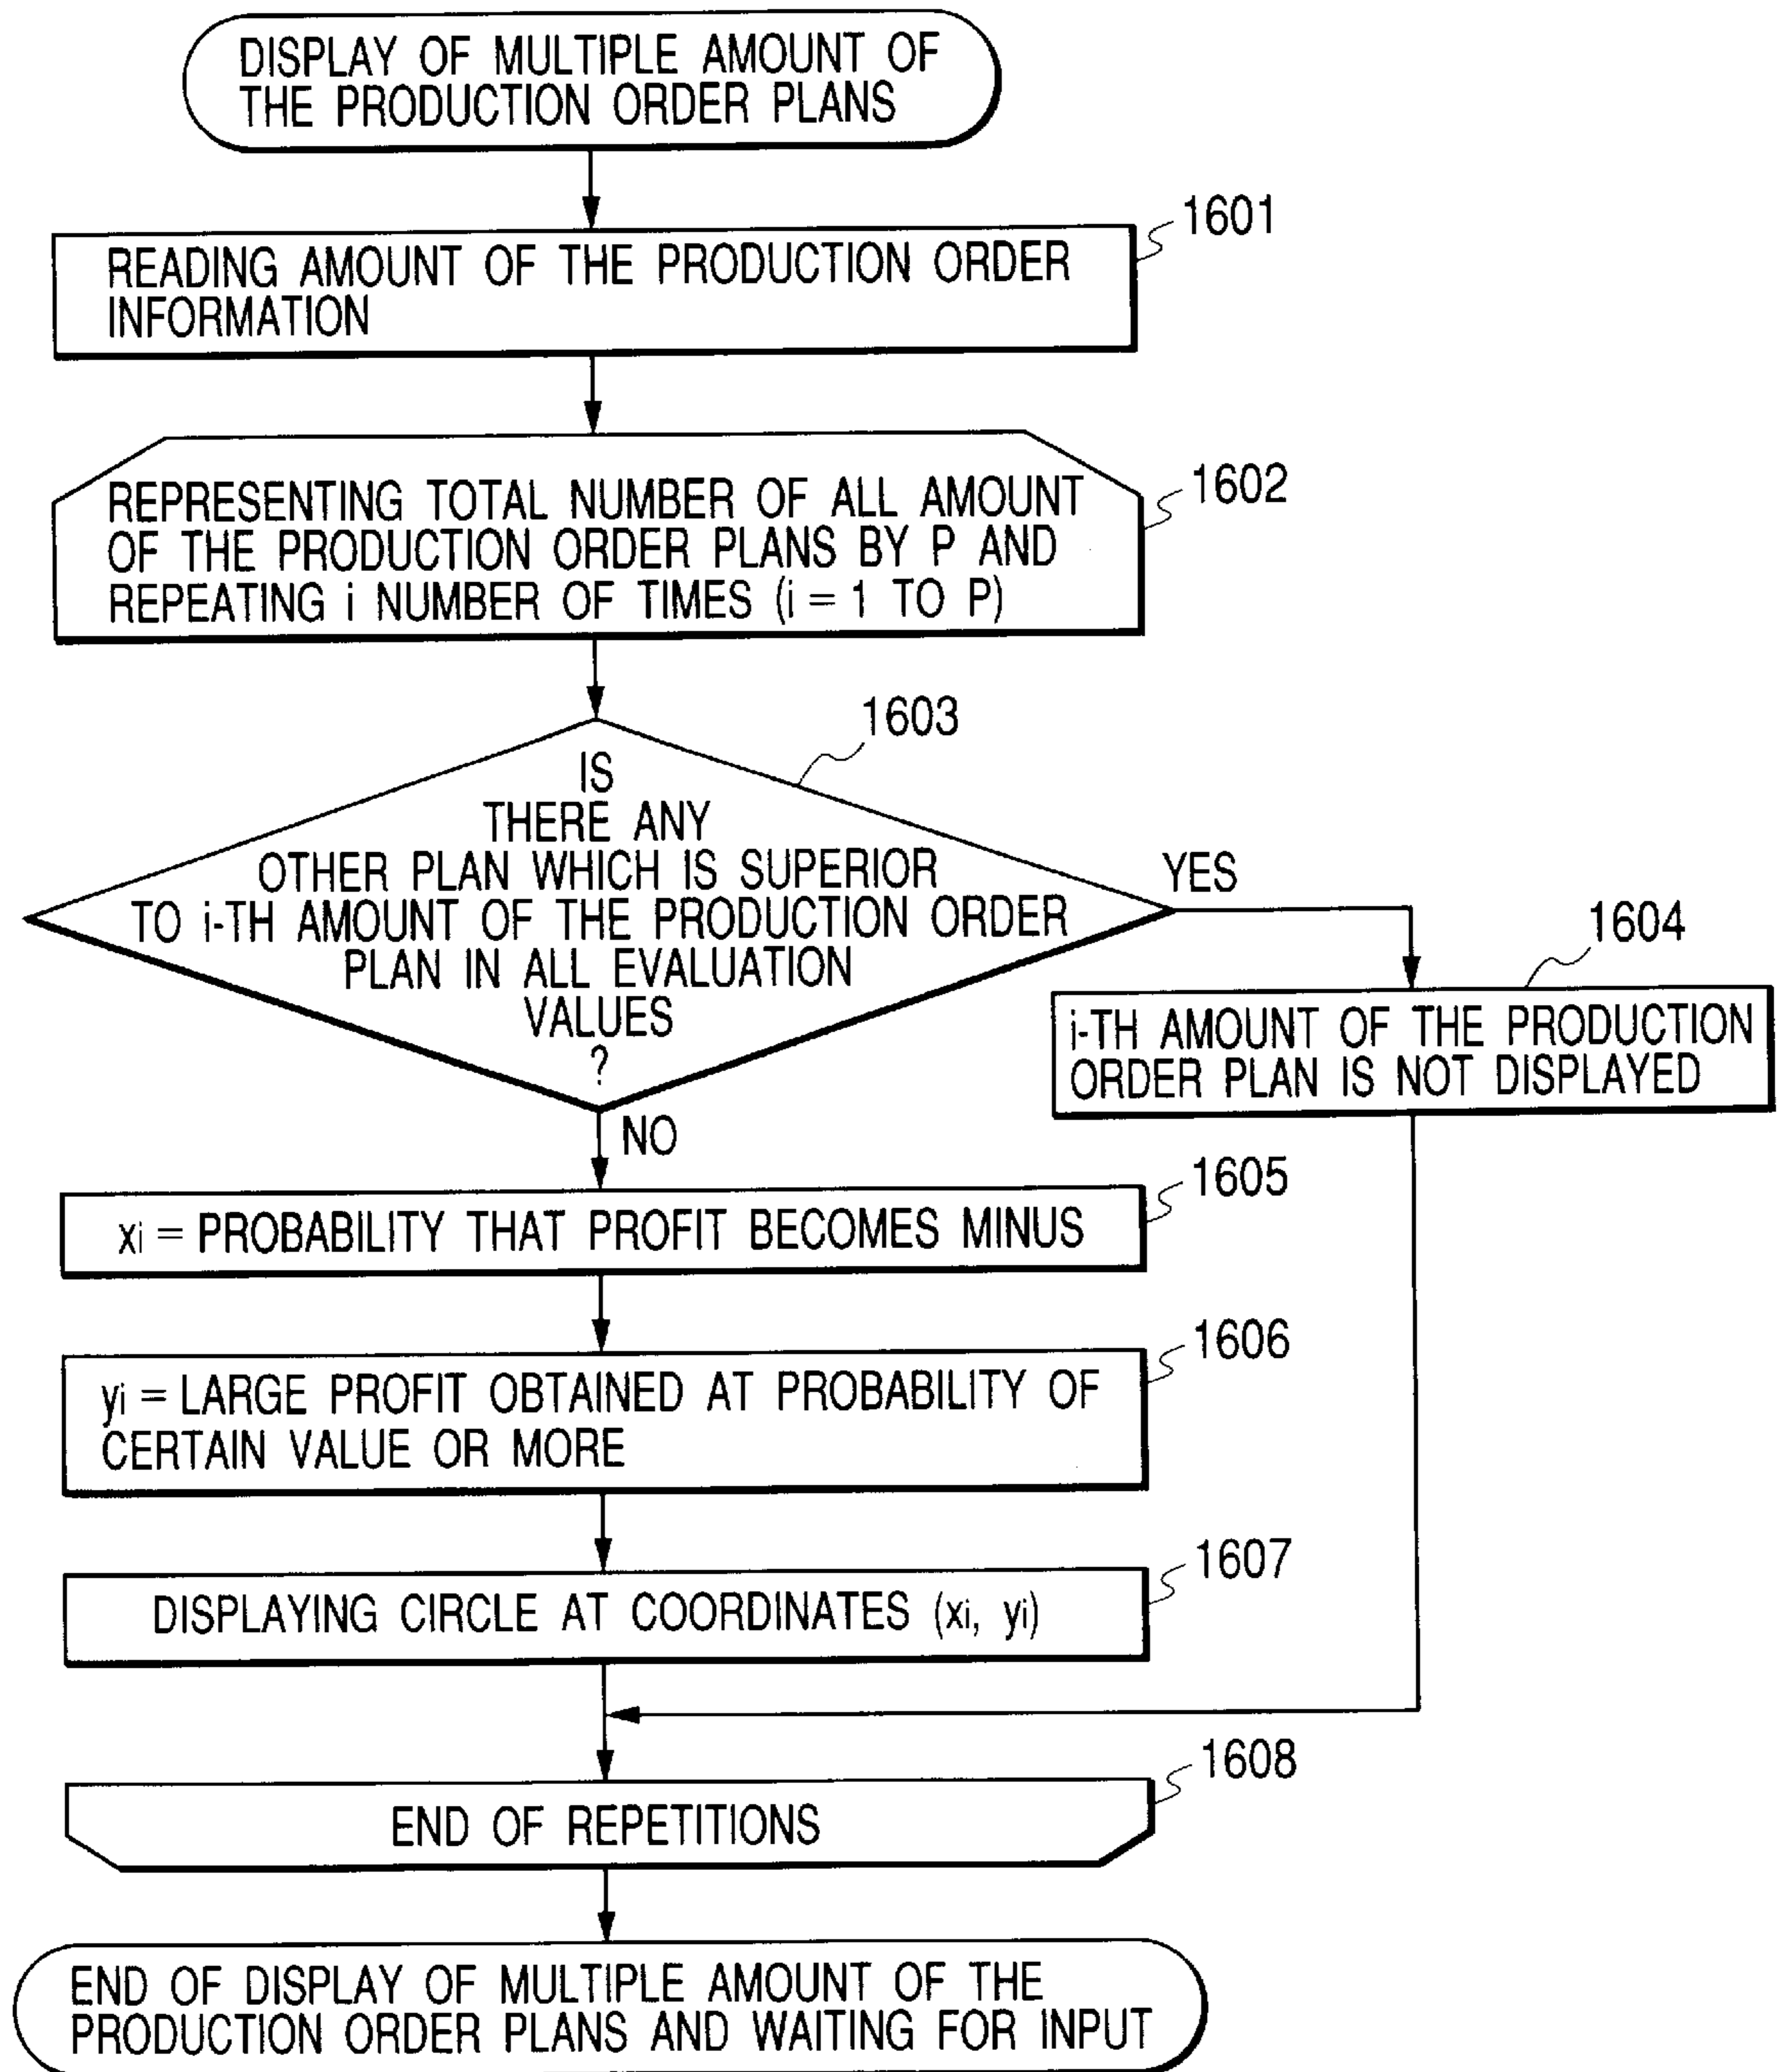 DISPLAY OF MULTIPLE AMOUNT OF
THE PRODUCTION ORDER PLANS
1601
READING AMOUNT OF THE PRODUCTION ORDER
INFORMATION
1602
REPRESENTING TOTAL NUMBER OF ALL AMOUNT
OF THE PRODUCTION ORDER PLANS BY P AND
REPEATING i NUMBER OF TIMES (i = 1 TO P)
1603
IS
THERE ANY
OTHER PLAN WHICH IS SUPERIOR
TO i-TH AMOUNT OF THE PRODUCTION ORDER
PLAN IN ALL EVALUATION
VALUES
?
YES
1604
i-TH AMOUNT OF THE PRODUCTION
ORDER PLAN IS NOT DISPLAYED
NO
1605
xi = PROBABILITY THAT PROFIT BECOMES MINUS
1606
yi = LARGE PROFIT OBTAINED AT PROBABILITY OF
CERTAIN VALUE OR MORE
1607
DISPLAYING CIRCLE AT COORDINATES (xi, yi)
1608
END OF REPETITIONS
END OF DISPLAY OF MULTIPLE AMOUNT OF THE
PRODUCTION ORDER PLANS AND WAITING FOR INPUT